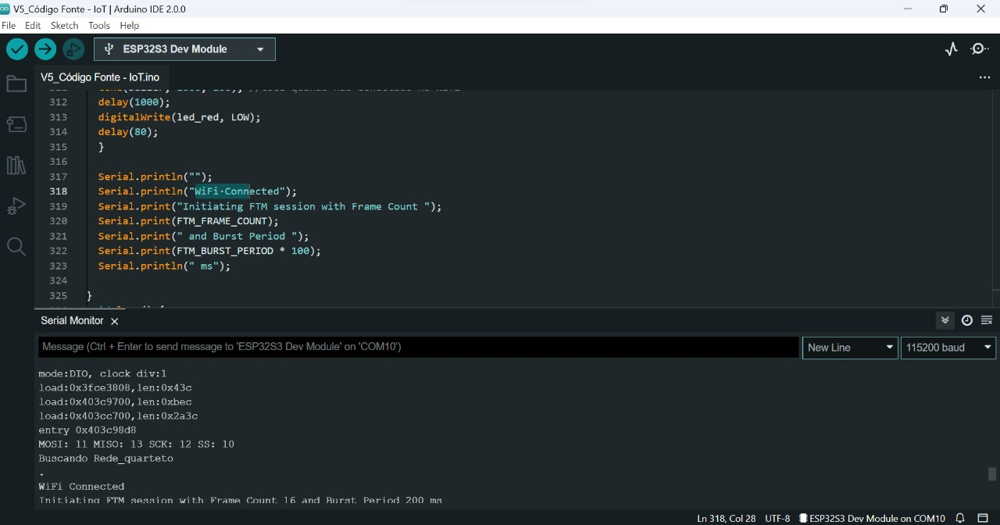 V5_Código Fonte - IoT | Arduino IDE 2.0.0
File Edit Sketch Tools Help
ESP32S3 Dev Module
V5_Código Fonte - IoT.ino
312 delay(1000);
313 digitalWrite(led_red, LOW);
314 delay(80);
315 }
316
317 Serial.println("");
318 Serial.println("WiFi·Connected");
319 Serial.print("Initiating FTM session with Frame Count ");
320 Serial.print(FTM_FRAME_COUNT);
321 Serial.print(" and Burst Period ");
322 Serial.print(FTM_BURST_PERIOD * 100);
323 Serial.println(" ms");
324
325 }
Serial Monitor
Message (Ctrl + Enter to send message to 'ESP32S3 Dev Module' on 'COM10') New Line 115200 baud
mode:DIO, clock div:1
load:0x3fce3808,len:0x43c
load:0x403c9700,len:0xbec
load:0x403cc700,len:0x2a3c
entry 0x403c98d8
MOSI: 11 MISO: 13 SCK: 12 SS: 10
Buscando Rede_quarteto
.
WiFi Connected
Initiating FTM session with Frame Count 16 and Burst Period 200 ms
Ln 318, Col 28 UTF-8 ESP32S3 Dev Module on COM10